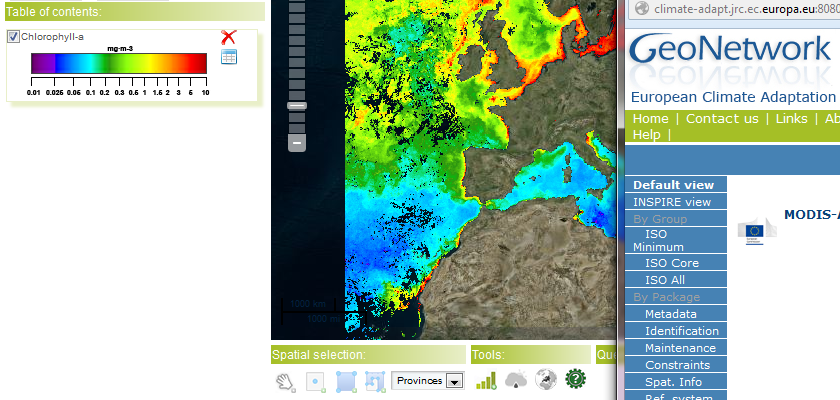 Table of contents:
Chlorophyll-a
mg·m-3
0.01 0.025 0.06 0.1 0.2 0.3 0.6 1 1.5 2 3 5 6 10
1000 km
1000 mi
Spatial selection:
Tools:
Que
Provinces
climate-adapt.jrc.ec.europa.eu:8080
GeoNetwork
European Climate Adaptation
Home | Contact us | Links | Ab
Help |
Default view
INSPIRE view
By Group
ISO
Minimum
ISO Core
ISO All
By Package
Metadata
Identification
Maintenance
Constraints
Spat. Info
Ref. system
MODIS-A